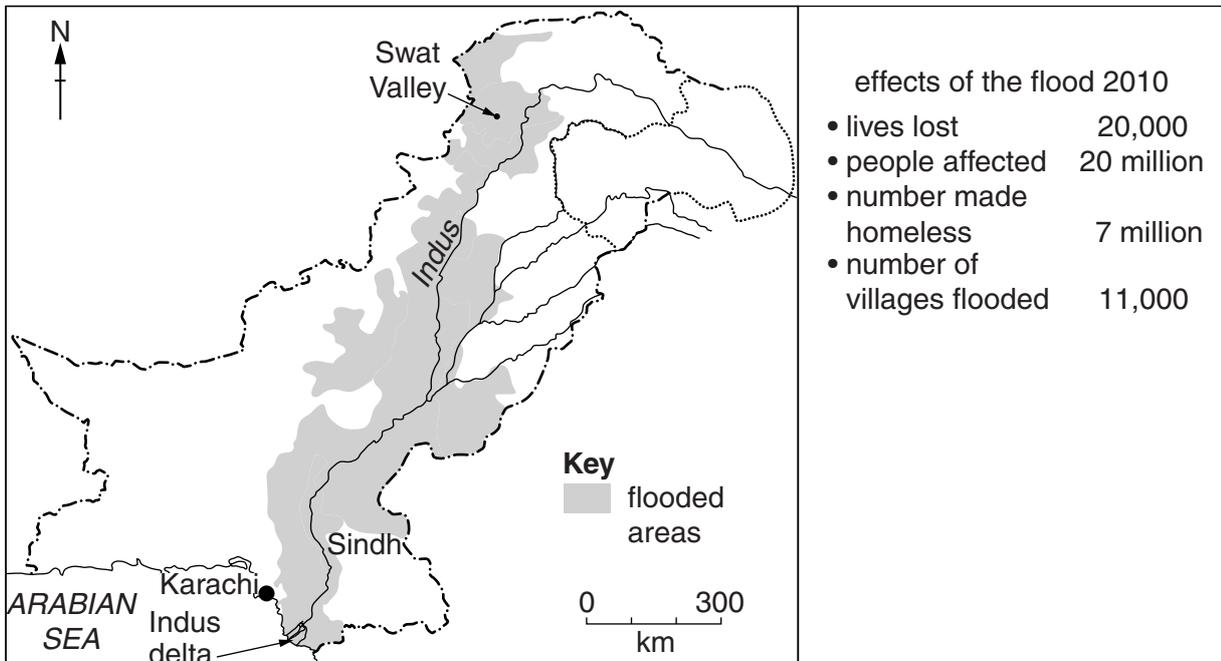 N
Swat
Valley
Indus
Key
flooded
areas
Sindh
Karachi
ARABIAN
SEA
Indus
delta
0 300
km
effects of the flood 2010
• lives lost 20,000
• people affected 20 million
• number made
homeless 7 million
• number of
villages flooded 11,000